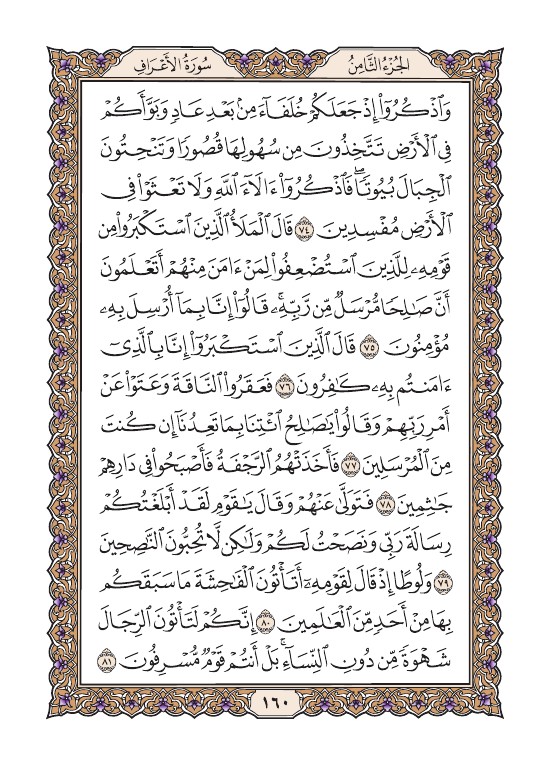 الجُزْءُ الثَّامِنُ
سُورَةُ الأَعْرَافِ
وَٱذْكُرُوٓا۟ إِذْ جَعَلَكُمْ خُلَفَآءَ مِنۢ بَعْدِ عَادٍ وَبَوَّأَكُمْ
فِى ٱلْأَرْضِ تَتَّخِذُونَ مِن سُهُولِهَا قُصُورًا وَتَنْحِتُونَ
ٱلْجِبَالَ بُيُوتًا ۖ فَٱذْكُرُوٓا۟ ءَالَآءَ ٱللَّهِ وَلَا تَعْثَوْا۟ فِى
ٱلْأَرْضِ مُفْسِدِينَ ٧٤ قَالَ ٱلْمَلَأُ ٱلَّذِينَ ٱسْتَكْبَرُوا۟ مِن
قَوْمِهِۦ لِلَّذِينَ ٱسْتُضْعِفُوا۟ لِمَنْ ءَامَنَ مِنْهُمْ أَتَعْلَمُونَ
أَنَّ صَٰلِحًا مُّرْسَلٌ مِّن رَّبِّهِۦ ۚ قَالُوٓا۟ إِنَّا بِمَآ أُرْسِلَ بِهِۦ
مُؤْمِنُونَ ٧٥ قَالَ ٱلَّذِينَ ٱسْتَكْبَرُوٓا۟ إِنَّا بِٱلَّذِىٓ
ءَامَنتُم بِهِۦ كَٰفِرُونَ ٧٦ فَعَقَرُوا۟ ٱلنَّاقَةَ وَعَتَوْا۟ عَنْ
أَمْرِ رَبِّهِمْ وَقَالُوا۟ يَٰصَٰلِحُ ٱئْتِنَا بِمَا تَعِدُنَآ إِن كُنتَ
مِنَ ٱلْمُرْسَلِينَ ٧٧ فَأَخَذَتْهُمُ ٱلرَّجْفَةُ فَأَصْبَحُوا۟ فِى دَارِهِمْ
جَٰثِمِينَ ٧٨ فَتَوَلَّىٰ عَنْهُمْ وَقَالَ يَٰقَوْمِ لَقَدْ أَبْلَغْتُكُمْ
رِسَالَةَ رَبِّى وَنَصَحْتُ لَكُمْ وَلَٰكِن لَّا تُحِبُّونَ ٱلنَّٰصِحِينَ
٧٩ وَلُوطًا إِذْ قَالَ لِقَوْمِهِۦٓ أَتَأْتُونَ ٱلْفَٰحِشَةَ مَا سَبَقَكُم
بِهَا مِنْ أَحَدٍ مِّنَ ٱلْعَٰلَمِينَ ٨٠ إِنَّكُمْ لَتَأْتُونَ ٱلرِّجَالَ
شَهْوَةً مِّن دُونِ ٱلنِّسَآءِ ۚ بَلْ أَنتُمْ قَوْمٌ مُّسْرِفُونَ ٨١
١٦٠